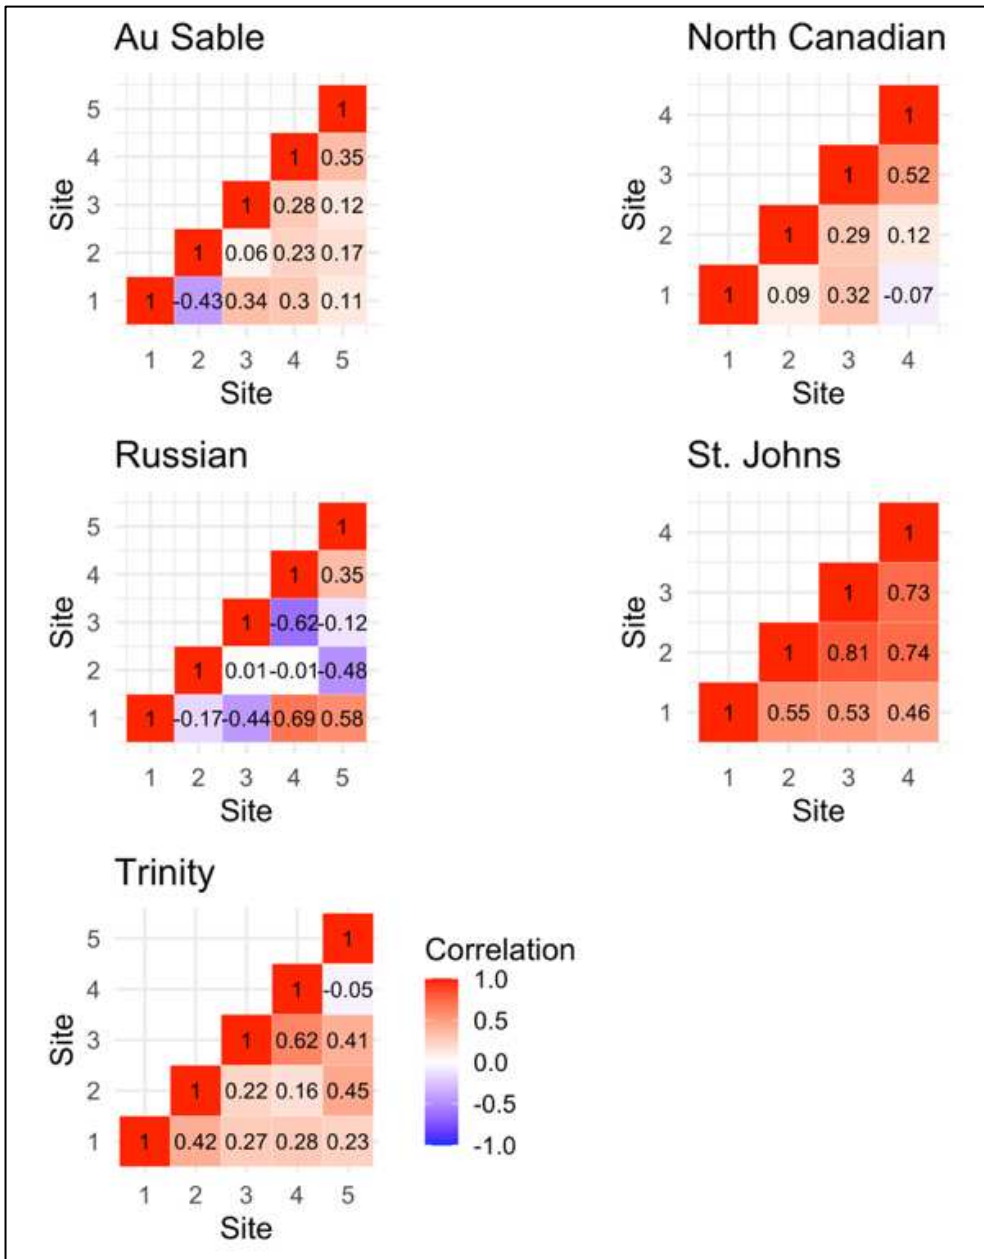 Au Sable
5 1
4 1 0.35
3 1 0.28 0.12
2 1 0.06 0.23 0.17
1 1 -0.43 0.34 0.3 0.11
Site
1 2 3 4 5
Site
North Canadian
4 1
3 1 0.52
2 1 0.29 0.12
1 1 0.09 0.32 -0.07
Site
1 2 3 4
Site
Russian
5 1
4 1 0.35
3 1 -0.62 -0.12
2 1 0.01 -0.01 -0.48
1 1 -0.17 -0.44 0.69 0.58
Site
1 2 3 4 5
Site
St. Johns
4 1
3 1 0.73
2 1 0.81 0.74
1 1 0.55 0.53 0.46
Site
1 2 3 4
Site
Trinity
5 1
4 1 -0.05
3 1 0.62 0.41
2 1 0.22 0.16 0.45
1 1 0.42 0.27 0.28 0.23
Site
1 2 3 4 5
Site
Correlation
1.0
0.5
0.0
-0.5
-1.0